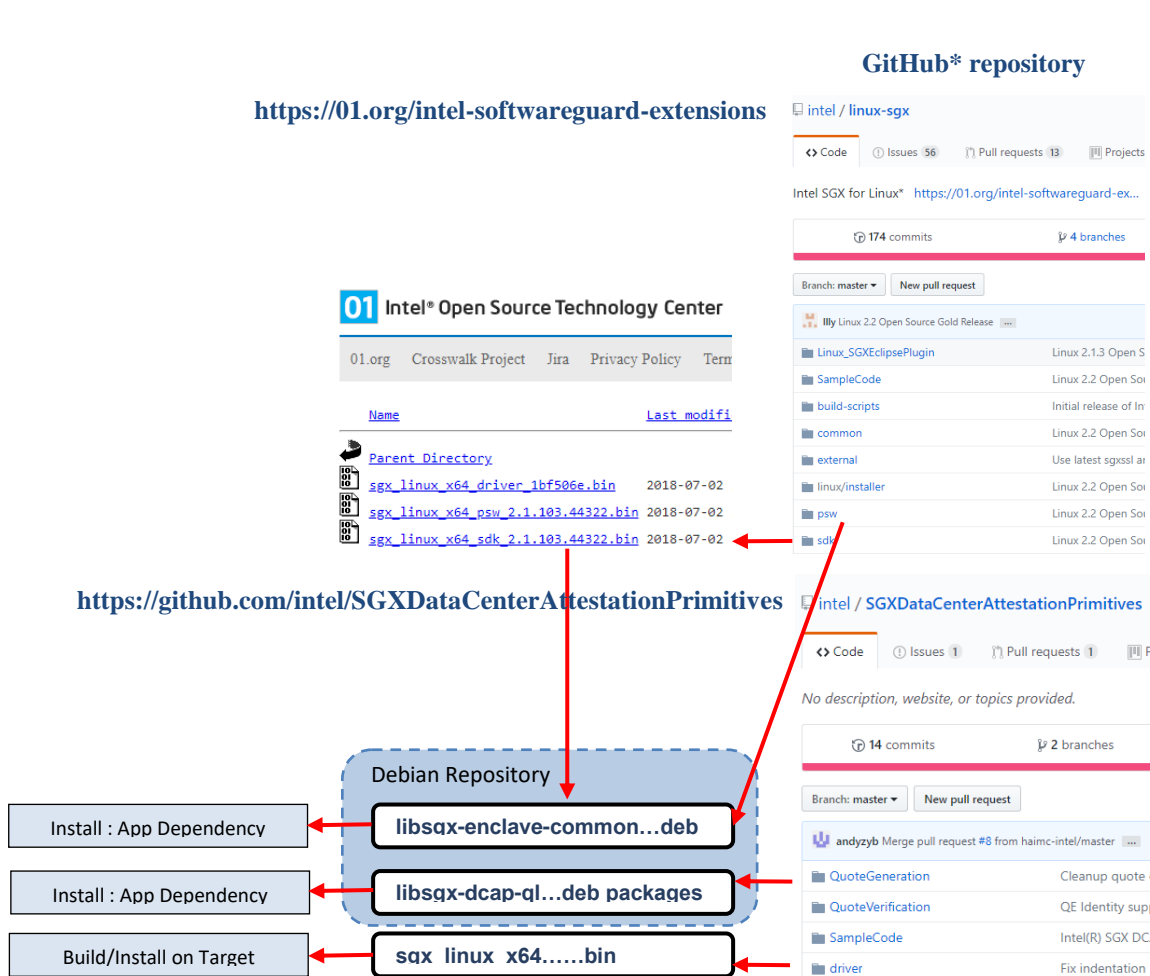 GitHub* repository
https://01.org/intel-softwareguard-extensions
intel / linux-sgx
Code Issues 56 Pull requests 13 Projects
Intel SGX for Linux* https://01.org/intel-softwareguard-ex...
174 commits 4 branches
Branch: master New pull request
Illy Linux 2.2 Open Source Gold Release ...
Linux_SGXEclipsePlugin Linux 2.1.3 Open S
SampleCode Linux 2.2 Open Sou
build-scripts Initial release of In
common Linux 2.2 Open Sou
external Use latest sgxssl an
linux/installer Linux 2.2 Open Sou
psw Linux 2.2 Open Sou
sdk Linux 2.2 Open Sou
01 Intel® Open Source Technology Center
01.org Crosswalk Project Jira Privacy Policy Term
Name Last modifi
Parent Directory
sgx_linux_x64_driver_1bf506e.bin 2018-07-02
sgx_linux_x64_psw_2.1.103.44322.bin 2018-07-02
sgx_linux_x64_sdk_2.1.103.44322.bin 2018-07-02
https://github.com/intel/SGXDataCenterAttestationPrimitives
intel / SGXDataCenterAttestationPrimitives
Code Issues 1 Pull requests 1 P
No description, website, or topics provided.
14 commits 2 branches
Branch: master New pull request
andyzyb Merge pull request #8 from haimc-intel/master ...
QuoteGeneration Cleanup quote
QuoteVerification QE Identity sup
SampleCode Intel(R) SGX DC
driver Fix indentation
Debian Repository
Install : App Dependency
libsgx-enclave-common...deb
Install : App Dependency
libsgx-dcap-ql...deb packages
Build/Install on Target
sgx_linux_x64......bin